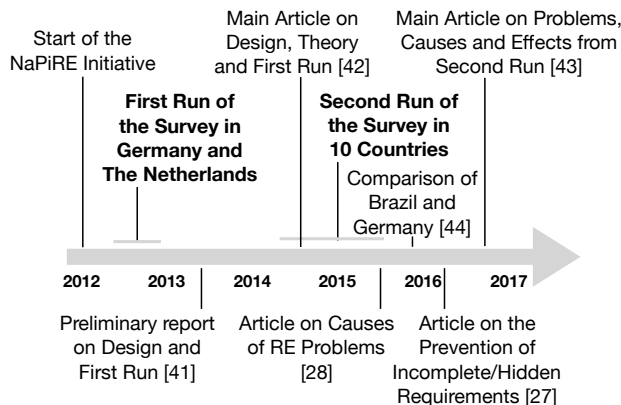 Start of the
NaPiRE Initiative
Main Article on
Design, Theory
and First Run [42]
Main Article on Problems,
Causes and Effects from
Second Run [43]
First Run of
the Survey in
Germany and
The Netherlands
Second Run of
the Survey in
10 Countries
Comparison of
Brazil and
Germany [44]
2012 2013 2014 2015 2016 2017
Preliminary report
on Design and
First Run [41]
Article on Causes
of RE Problems
[28]
Article on the
Prevention of
Incomplete/Hidden
Requirements [27]